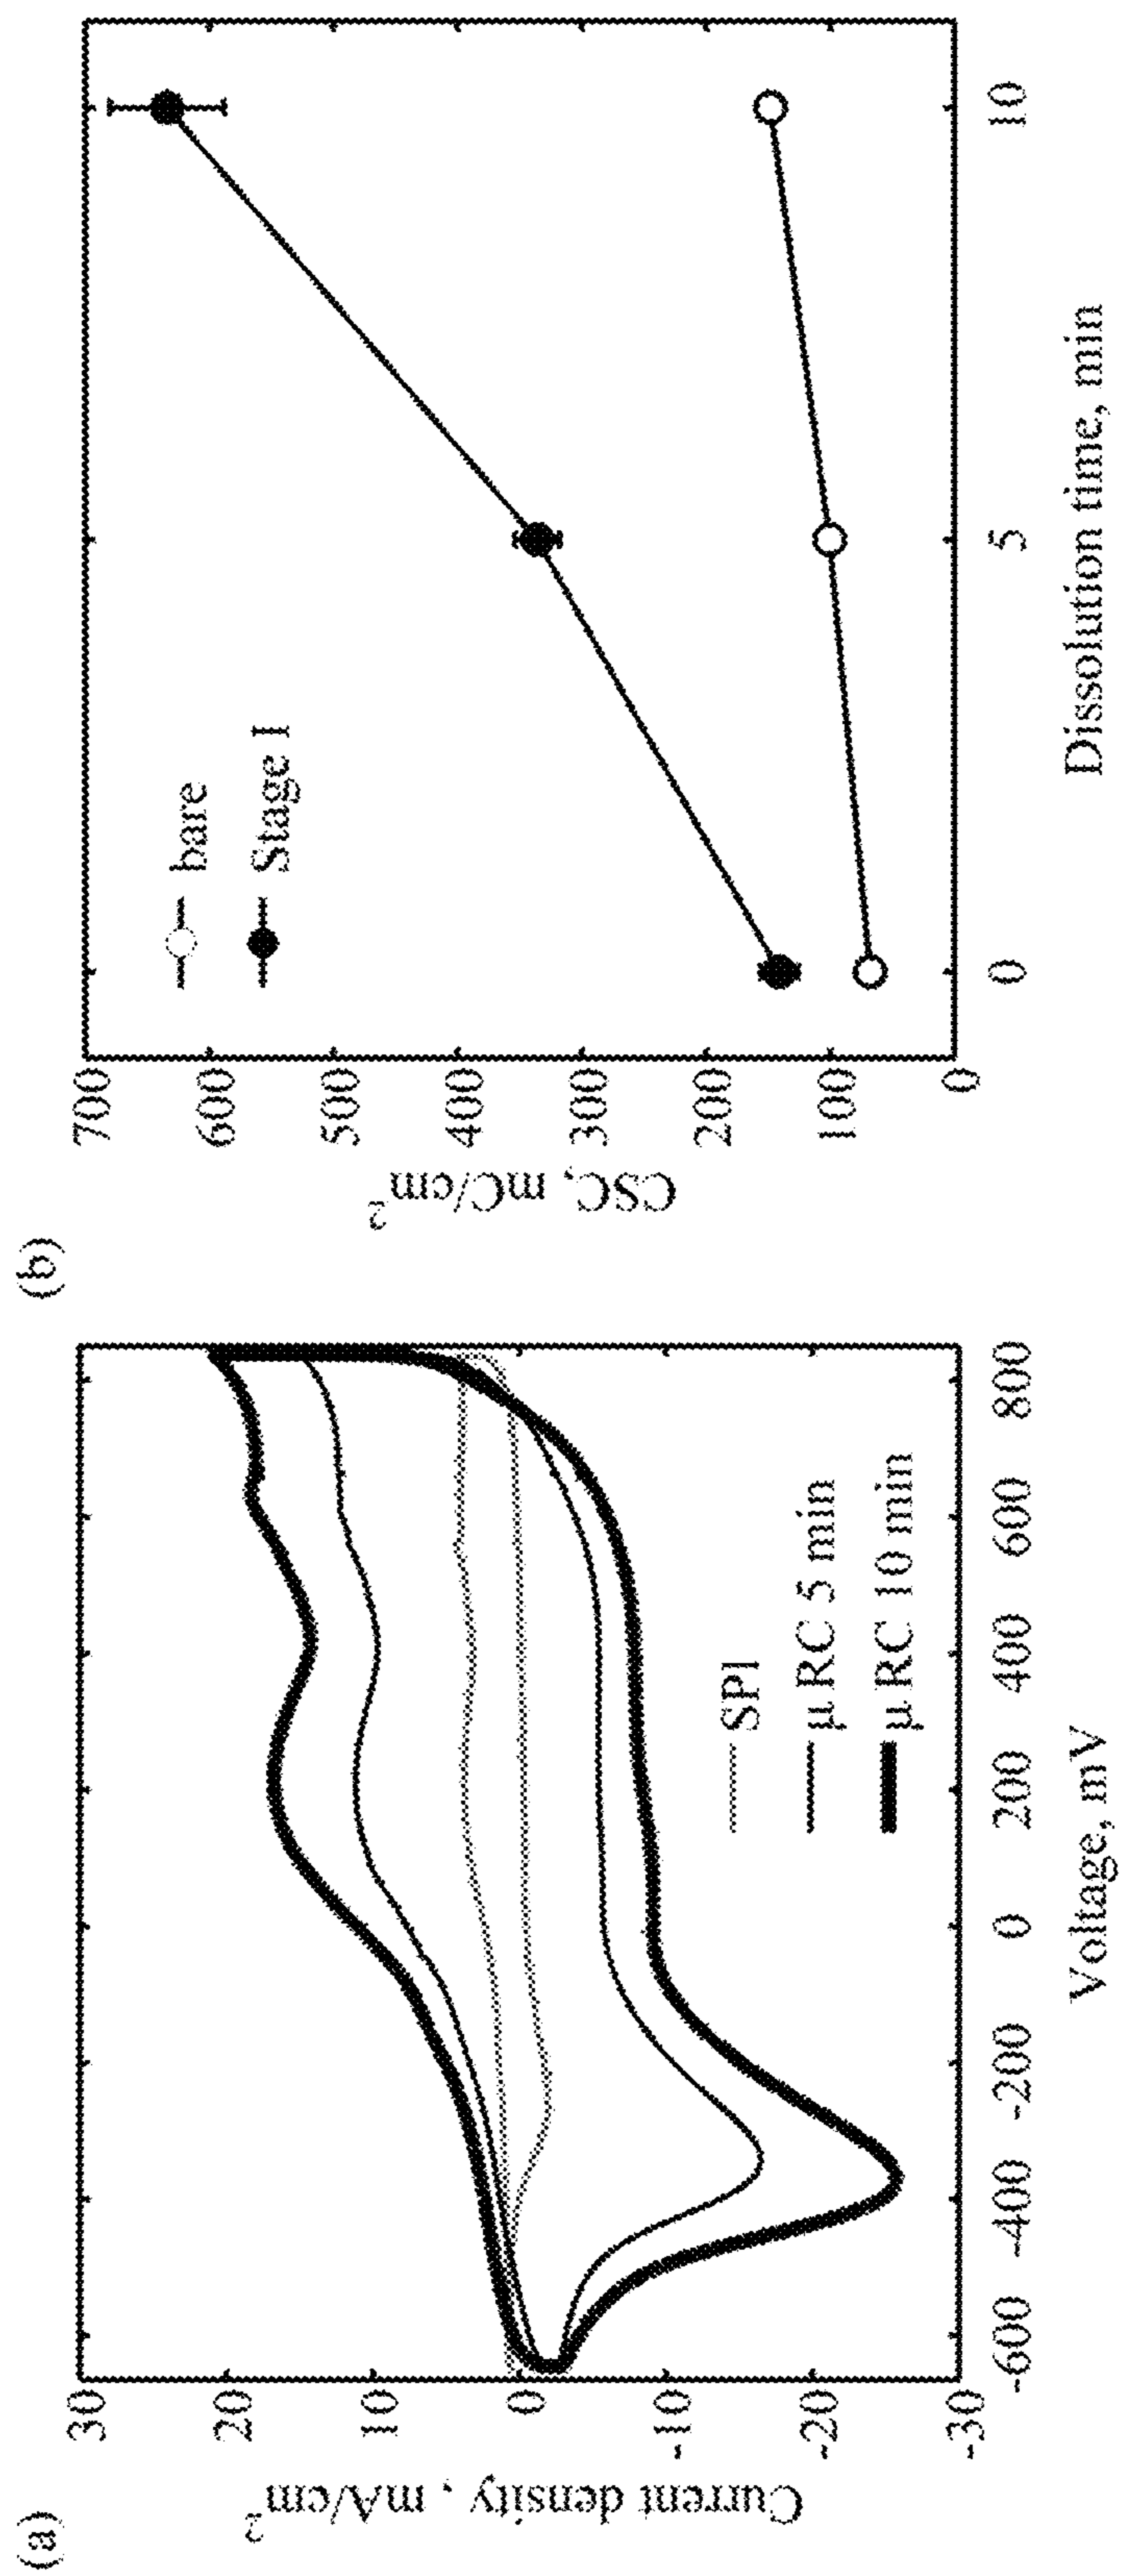 (a)
Current density , mA/cm²
30
20
10
0
-10
-20
-30
-600 -400 -200 0 200 400 600 800
Voltage, mV
SPI
μ RC 5 min
μ RC 10 min
(b)
CSC, mC/cm²
700
600
500
400
300
200
100
0
0 5 10
Dissolution time, min
bare
Stage I